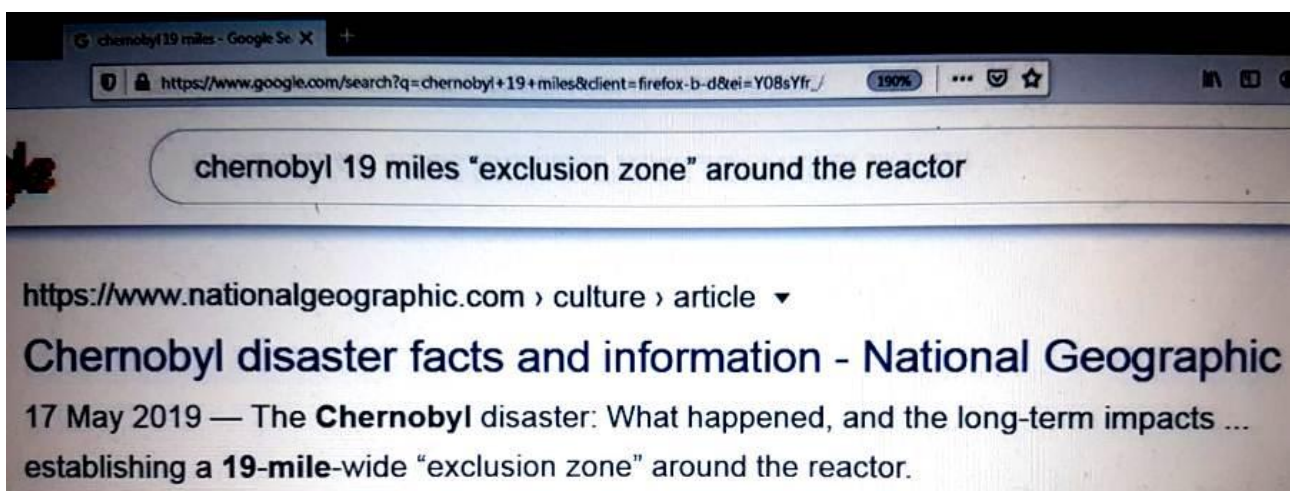 chernobyl 19 miles - Google Se
https://www.google.com/search?q=chernobyl+19+miles&client=firefox-b-d&ei=Y08sYfr_/ 190%
chernobyl 19 miles “exclusion zone” around the reactor
https://www.nationalgeographic.com › culture › article
Chernobyl disaster facts and information - National Geographic
17 May 2019 — The Chernobyl disaster: What happened, and the long-term impacts ...
establishing a 19-mile-wide “exclusion zone” around the reactor.